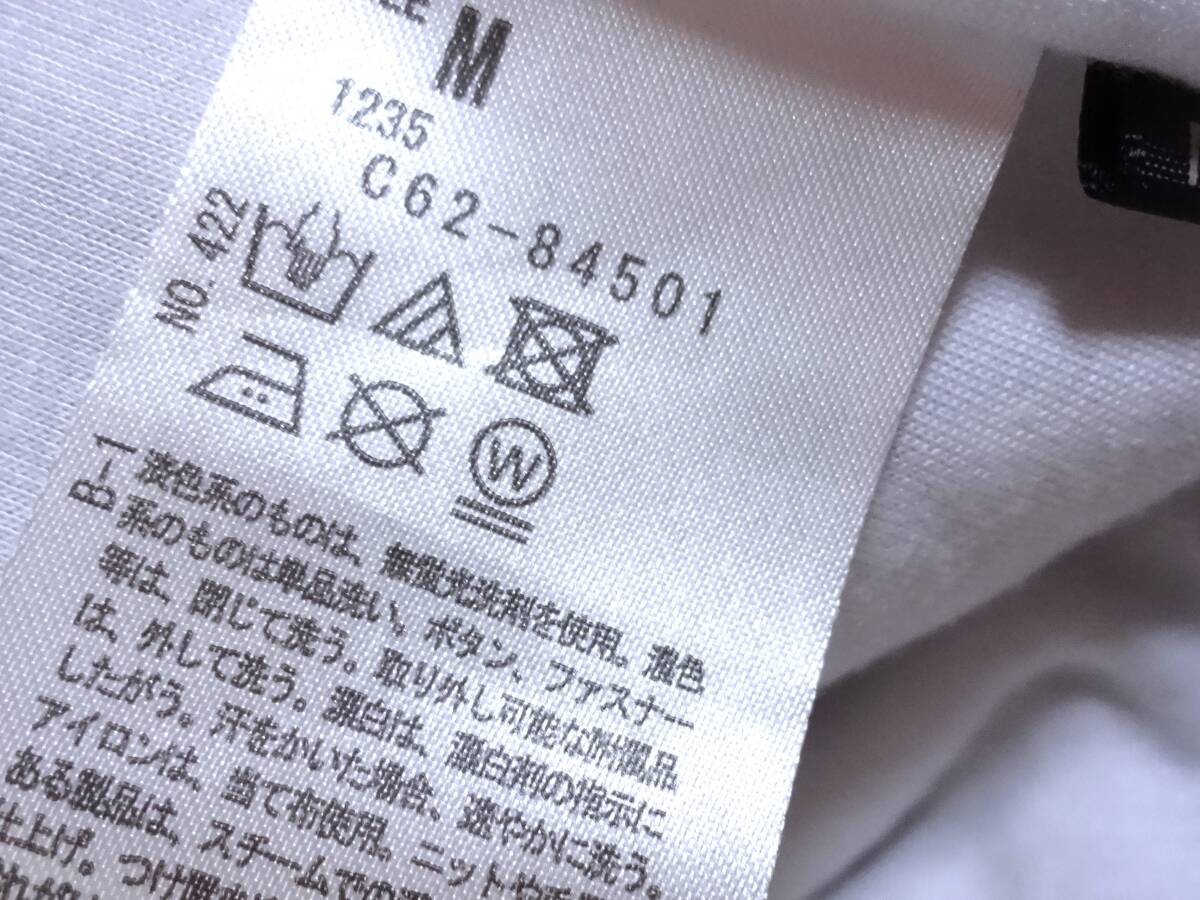 M
1235
C62-84501
NO. 422
W
B-1
淡色系のものは、無蛍光洗剤を使用。濃色
系のものは単品洗い、ボタン、ファスナー
等は、閉じて洗う。取り外し可能な附属品
は、外して洗う。漂白は、漂白剤の指示に
したがう。汗をかいた場合、速やかに洗う。
アイロンは、当て布使用。ニットや
ある製品は、スチームでの
仕上げ。つけ